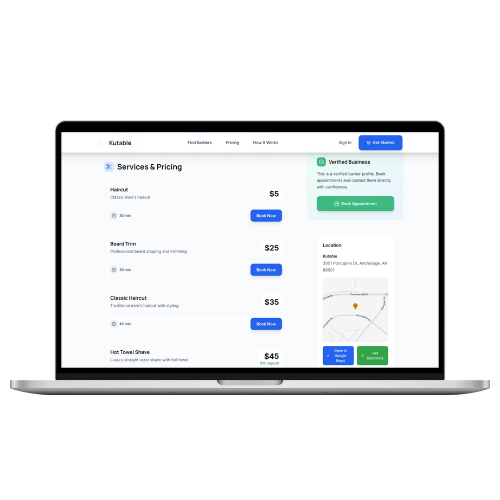 Kutable
Find Barbers Pricing How It Works
Sign In Get Started
Services & Pricing
Haircut
Classic men's haircut
$5
30 min
Book Now
Beard Trim
Professional beard shaping and trimming
$25
30 min
Book Now
Classic Haircut
Traditional men's haircut with styling
$35
45 min
Book Now
Hot Towel Shave
Luxury straight razor shave with hot towel
$45
Verified Business
This is a verified barber profile. Book
appointments and contact them directly
with confidence.
Book Appointment
Location
Kutable
3001 Porcupine Dr, Anchorage, AK
99501
Open in
Google
Maps
Get
Directions